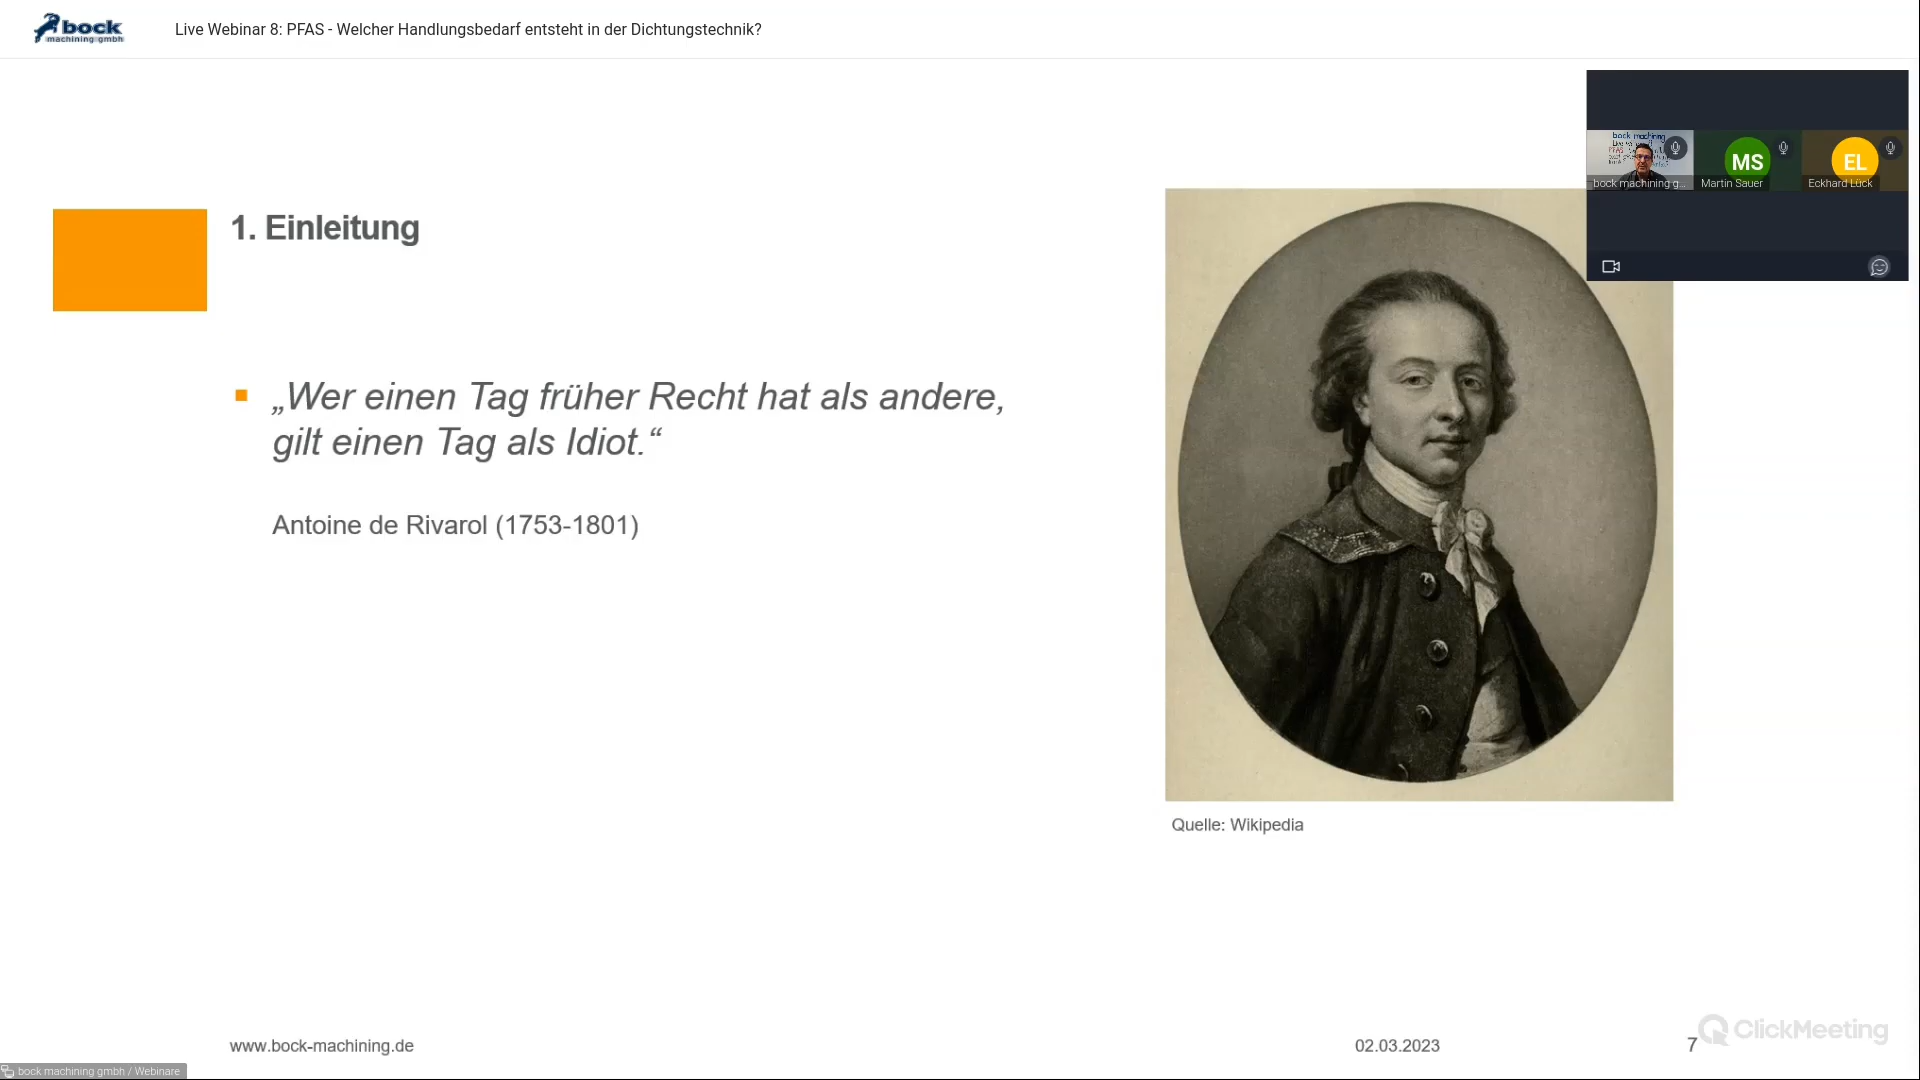 bock
machining gmbh
Live Webinar 8: PFAS - Welcher Handlungsbedarf entsteht in der Dichtungstechnik?
bock machining
MS
EL
bock machining g...
Martin Sauer
Eckhard Lück
1. Einleitung
„Wer einen Tag früher Recht hat als andere,
gilt einen Tag als Idiot.“
Antoine de Rivarol (1753-1801)
Quelle: Wikipedia
www.bock-machining.de
02.03.2023
7
ClickMeeting
bock machining gmbh / Webinare